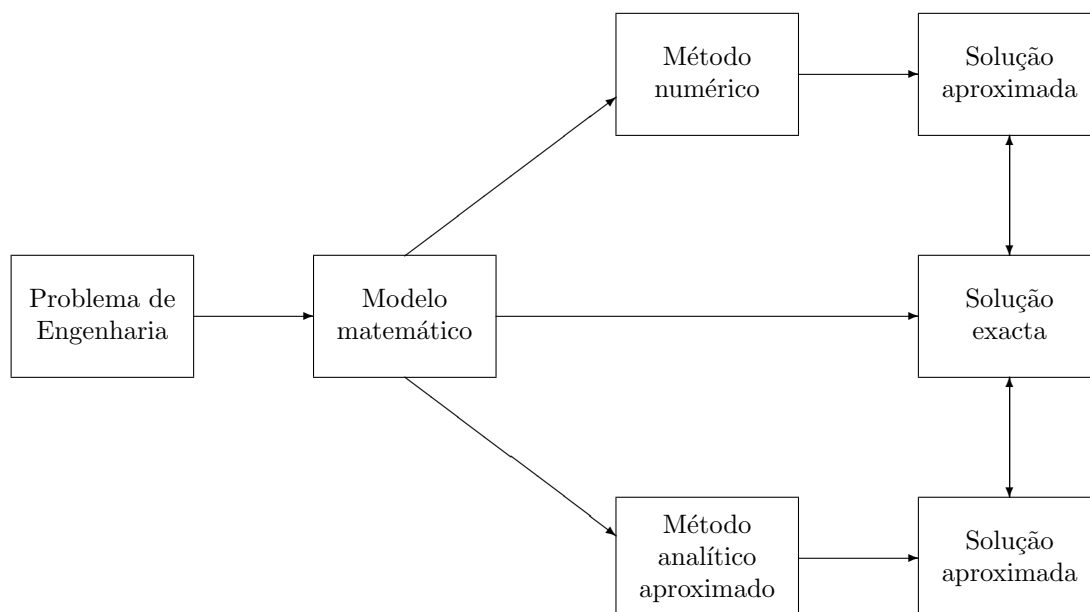 Método
numérico
Solução
aproximada
Problema de
Engenharia
Modelo
matemático
Solução
exacta
Método
analítico
aproximado
Solução
aproximada